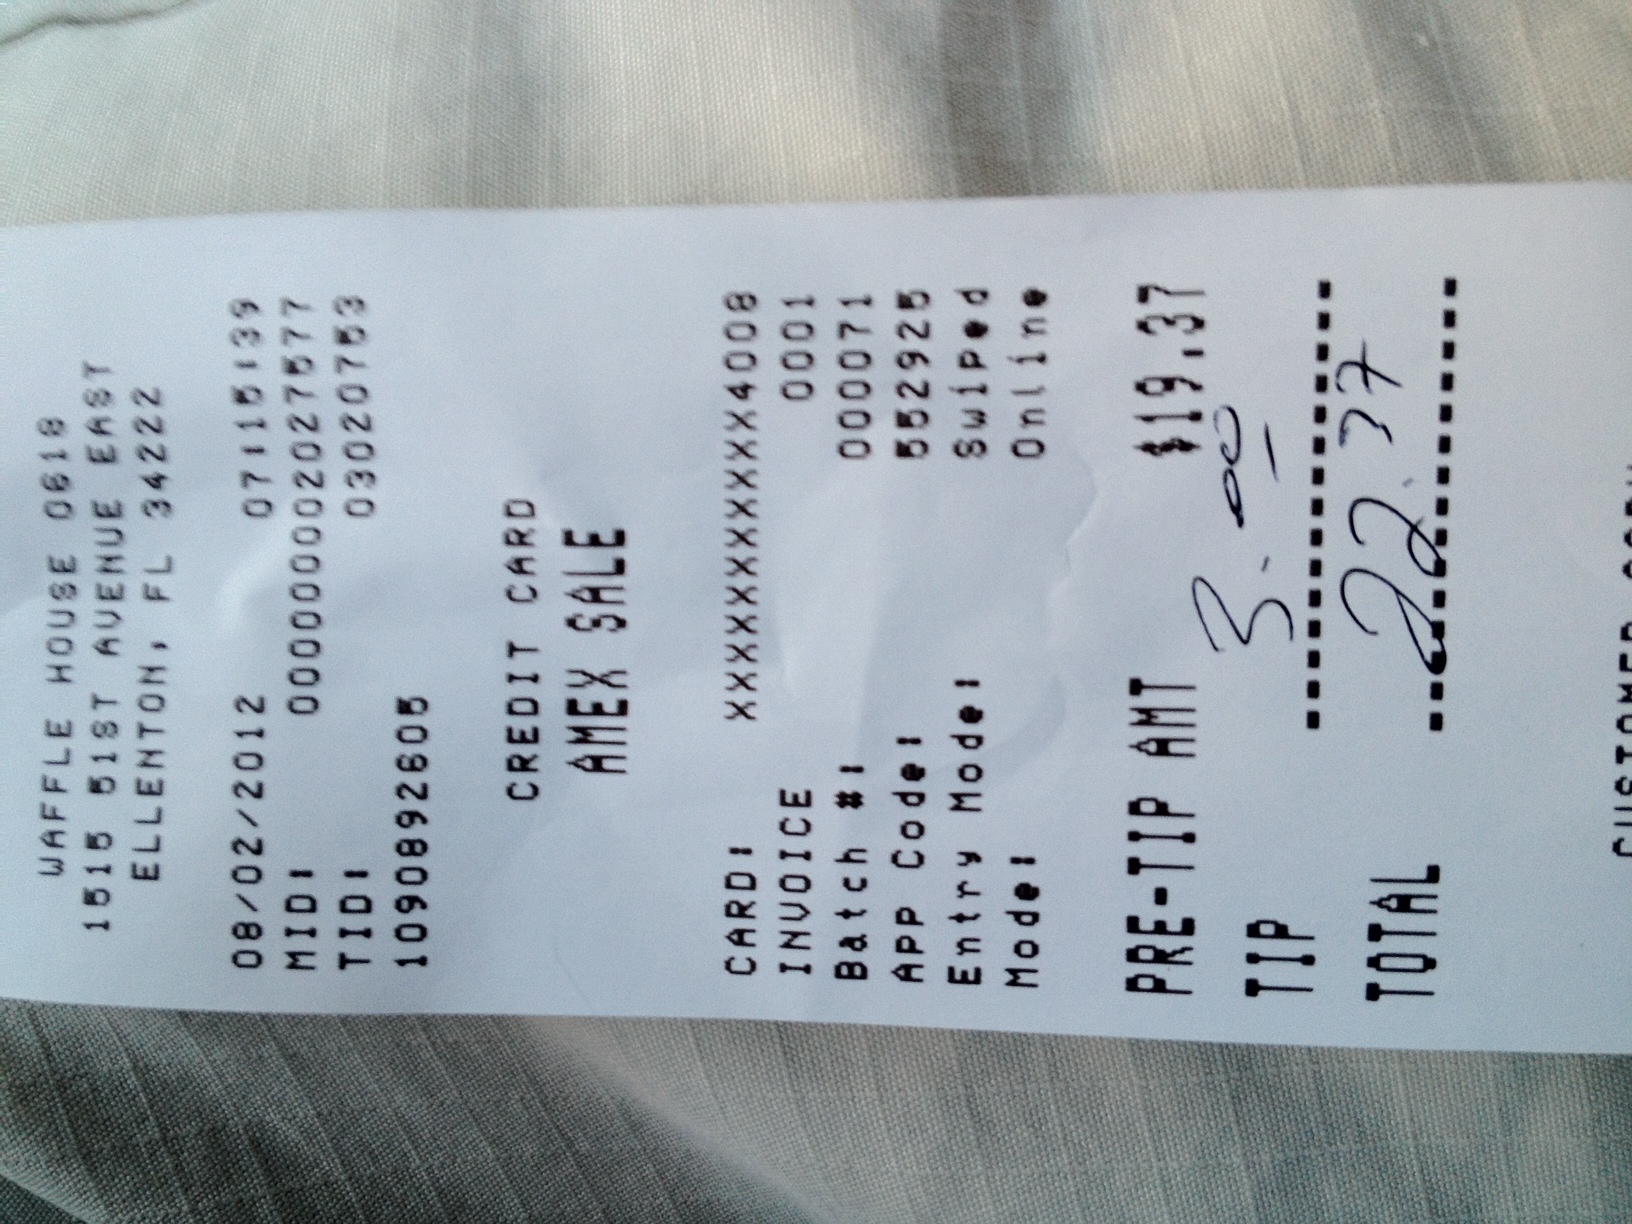 WAFFLE HOUSE 0618
1515 51ST AVENUE EAST
ELLENTON, FL 34222
08/02/2012 07:15:39
MID: 000000002027577
TID: 03020753
1090892605
CREDIT CARD
AMEX SALE
CARD: XXXXXXXXXXX4008
INVOICE 0001
Batch #: 000071
App Code: 552925
Entry Mode: Swiped
Mode: Online
PRE-TIP AMT $19.37
TIP 3.00
TOTAL 22.37
CUSTOMER COPY